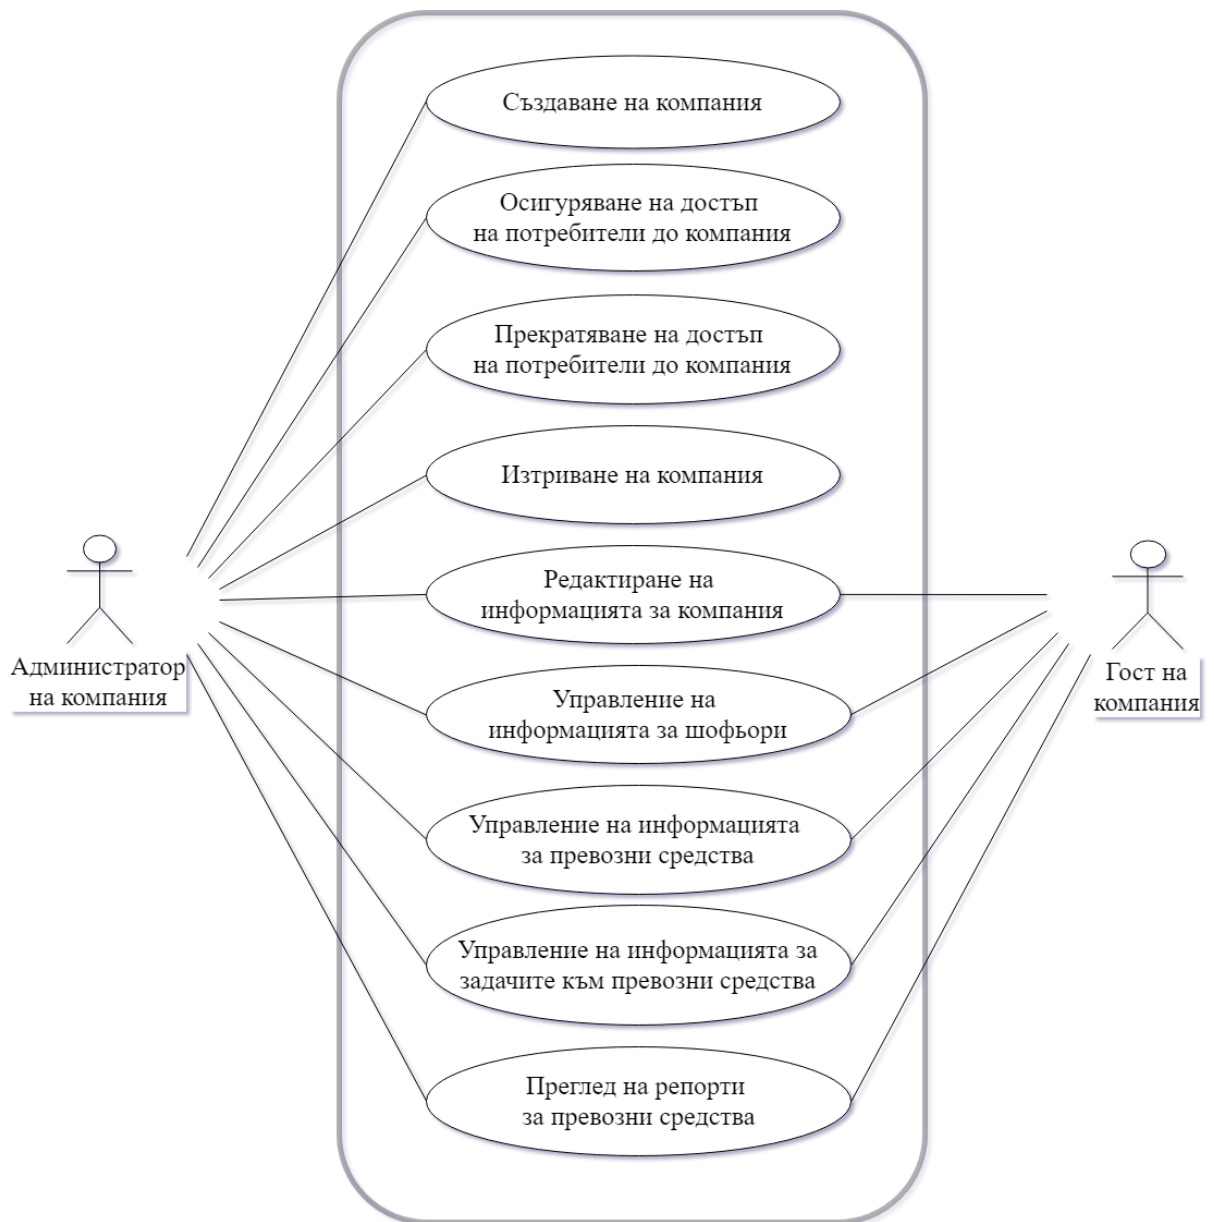 Създаване на компания
Осигуряване на достъп
на потребители до компания
Прекратяване на достъп
на потребители до компания
Изтриване на компания
Редактиране на
информацията за компания
Администратор
на компания
Гост на
компания
Управление на
информацията за шофьори
Управление на информацията
за превозни средства
Управление на информацията за
задачите към превозни средства
Преглед на репорти
за превозни средства